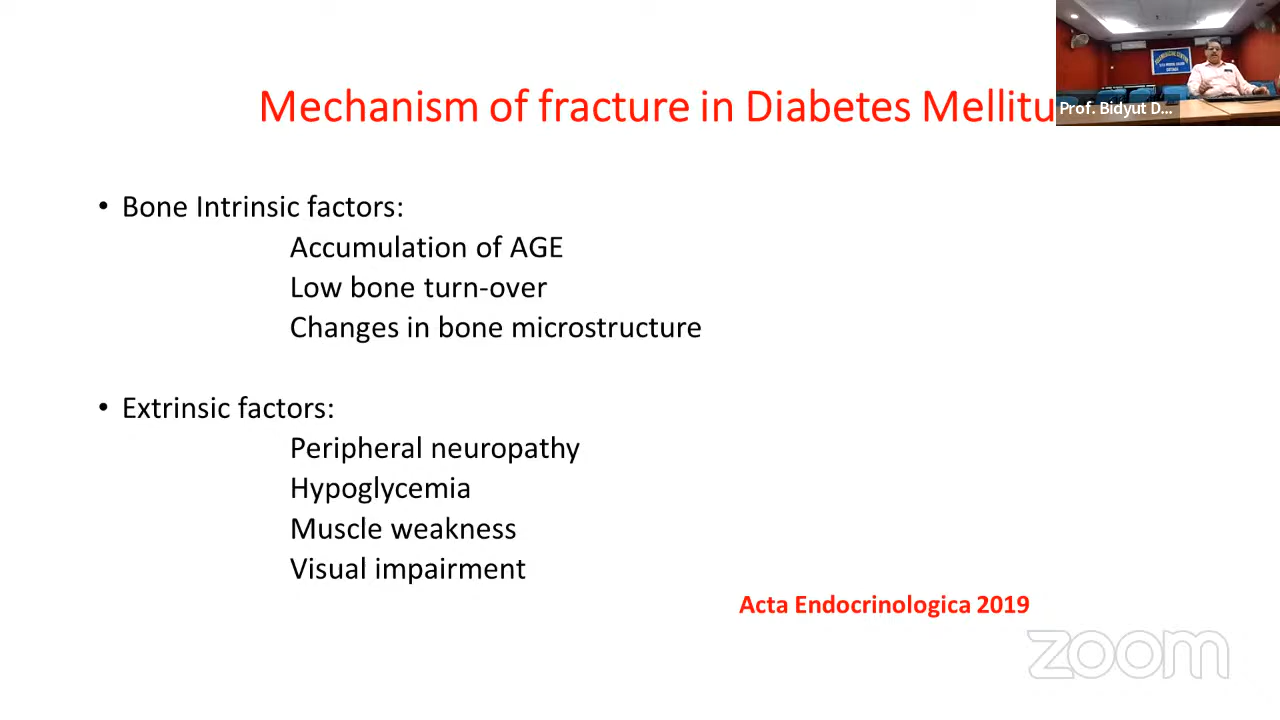 Mechanism of fracture in Diabetes Mellitu
Prof. Bidyut D...
• Bone Intrinsic factors:
Accumulation of AGE
Low bone turn-over
Changes in bone microstructure
• Extrinsic factors:
Peripheral neuropathy
Hypoglycemia
Muscle weakness
Visual impairment
Acta Endocrinologica 2019
zoom